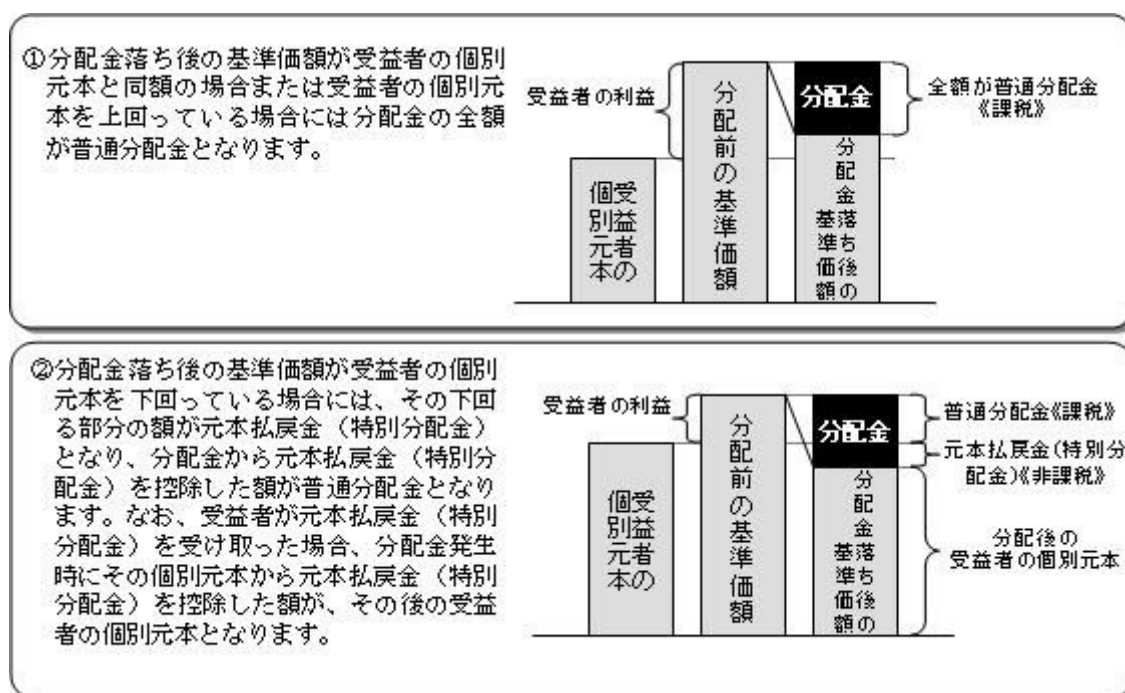 ①分配金落ち後の基準価額が受益者の個別
元本と同額の場合または受益者の個別元
本を上回っている場合には分配金の全額
が普通分配金となります。
受益者の利益
個別元本の
受益者の
分配前の基準価額
分配金
分配金落ち後の
基準価額の
全額が普通分配金
《課税》
②分配金落ち後の基準価額が受益者の個別
元本を下回っている場合には、その下回
る部分の額が元本払戻金（特別分配金）
となり、分配金から元本払戻金（特別分
配金）を控除した額が普通分配金となり
ます。なお、受益者が元本払戻金（特別
分配金）を受け取った場合、分配金発生
時にその個別元本から元本払戻金（特別
分配金）を控除した額が、その後の受益
者の個別元本となります。
受益者の利益
受益者の
個別元本
分配前の基準価額
分配金
分配金落ち後の
基準価額
普通分配金《課税》
元本払戻金（特別分
配金）《非課税》
分配後の
受益者の個別元本